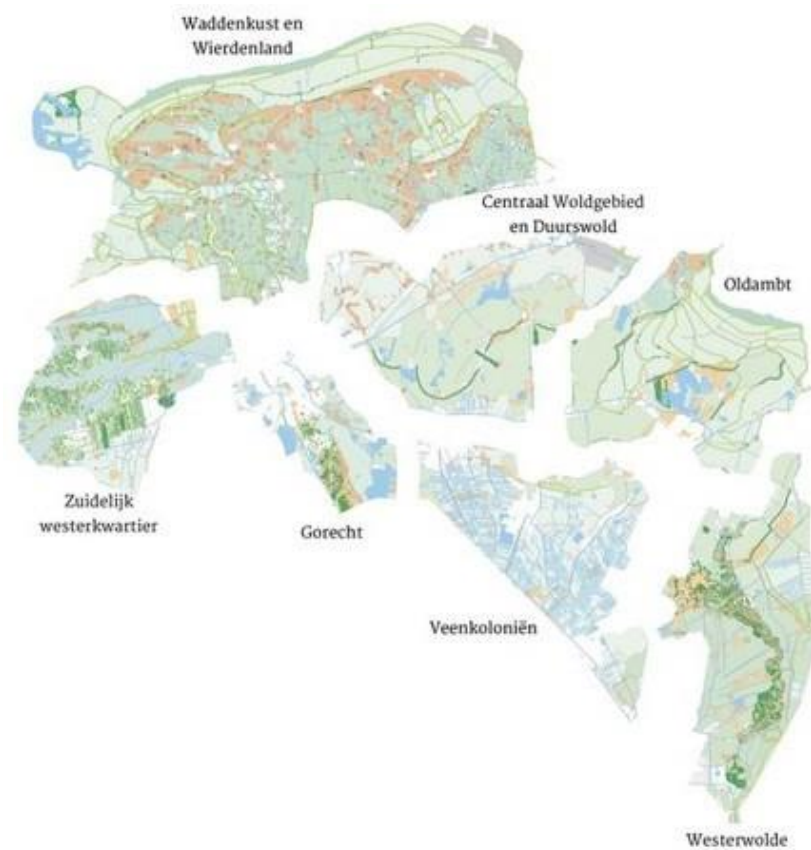 Waddenkust en
Wierdenland
Centraal Woldgebied
en Duurswold
Oldambt
Zuidelijk
westerkwartier
Gorecht
Veenkoloniën
Westerwolde